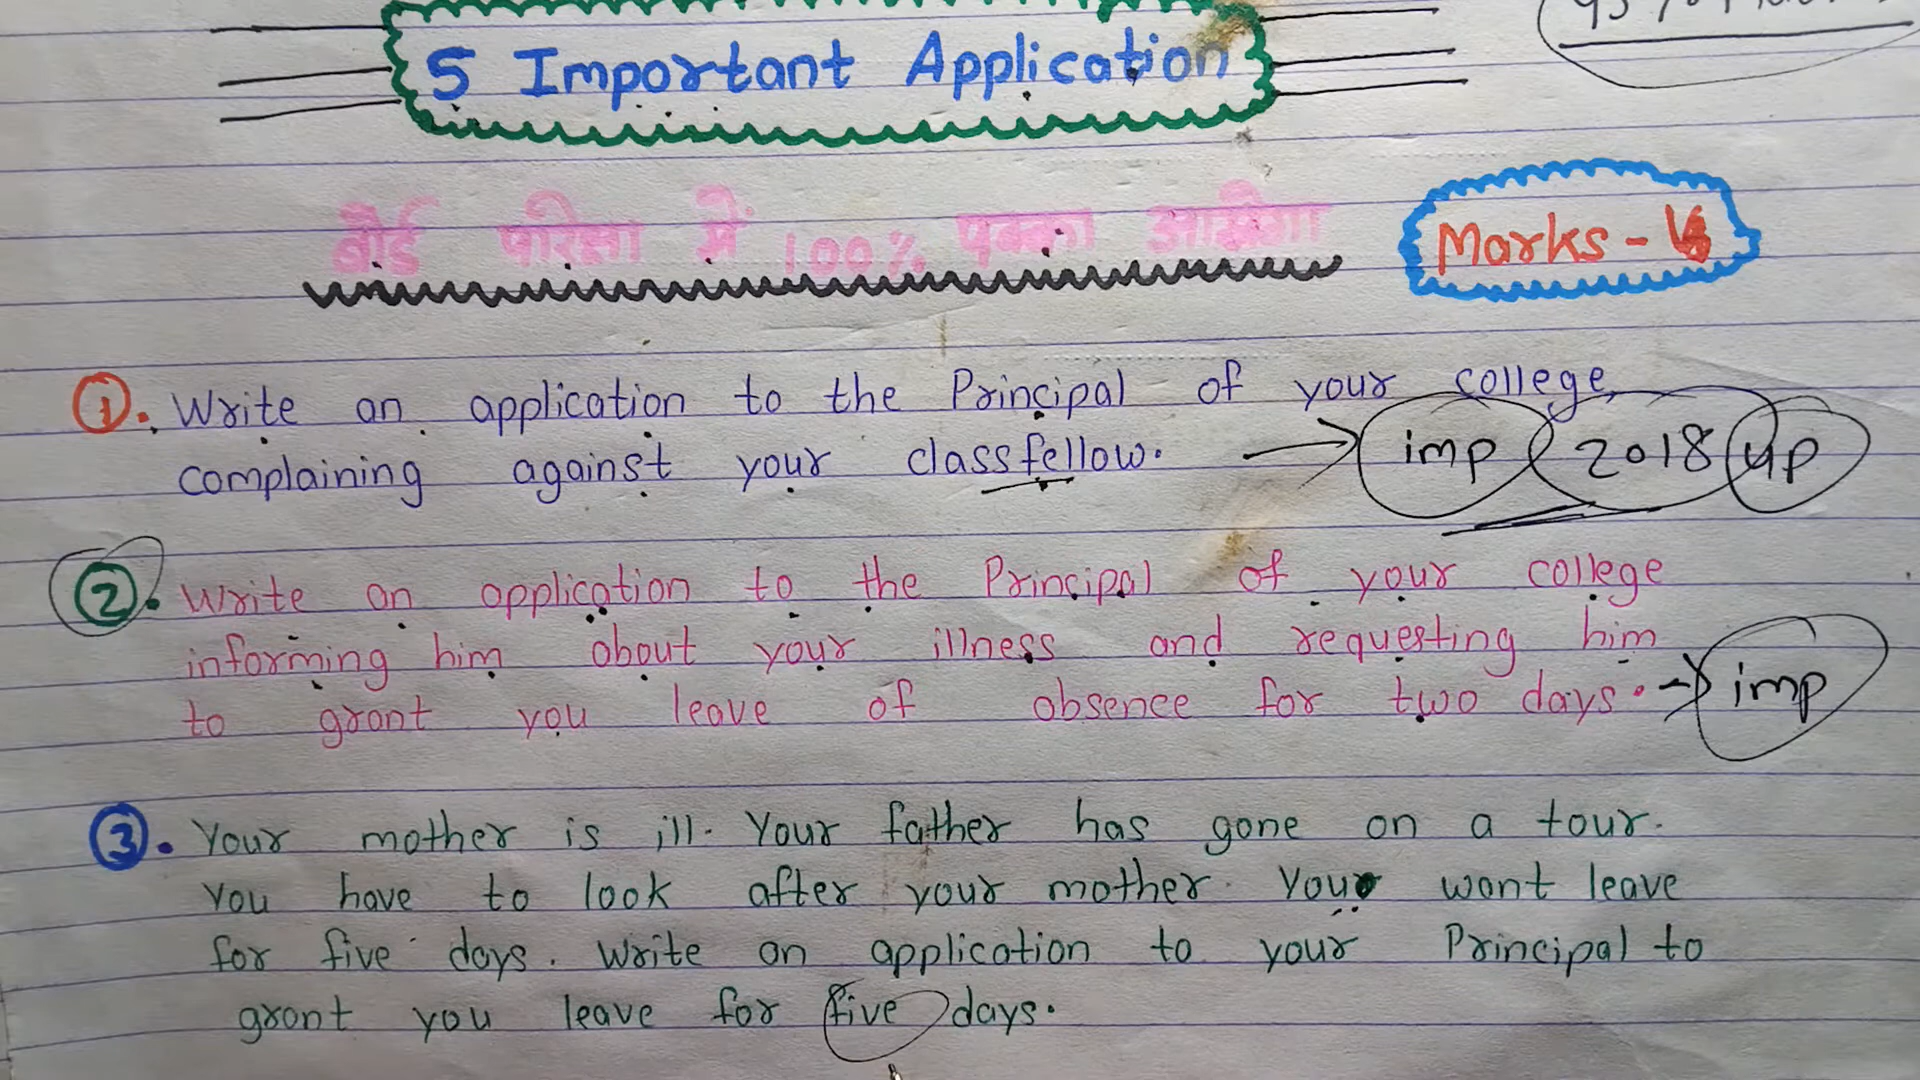 5 Important Application
बोर्ड परिक्षा में 100% पक्का आयेगा
Marks -
1. Write an application to the Principal of your college,
complaining against your classfellow. → imp 2018 up
2. Write an application to the Principal of your college
informing him about your illness and requesting him
to grant you leave of absence for two days. → imp
3. Your mother is ill. Your father has gone on a tour.
You have to look after your mother. You want leave
for five days. Write an application to your Principal to
grant you leave for five days.